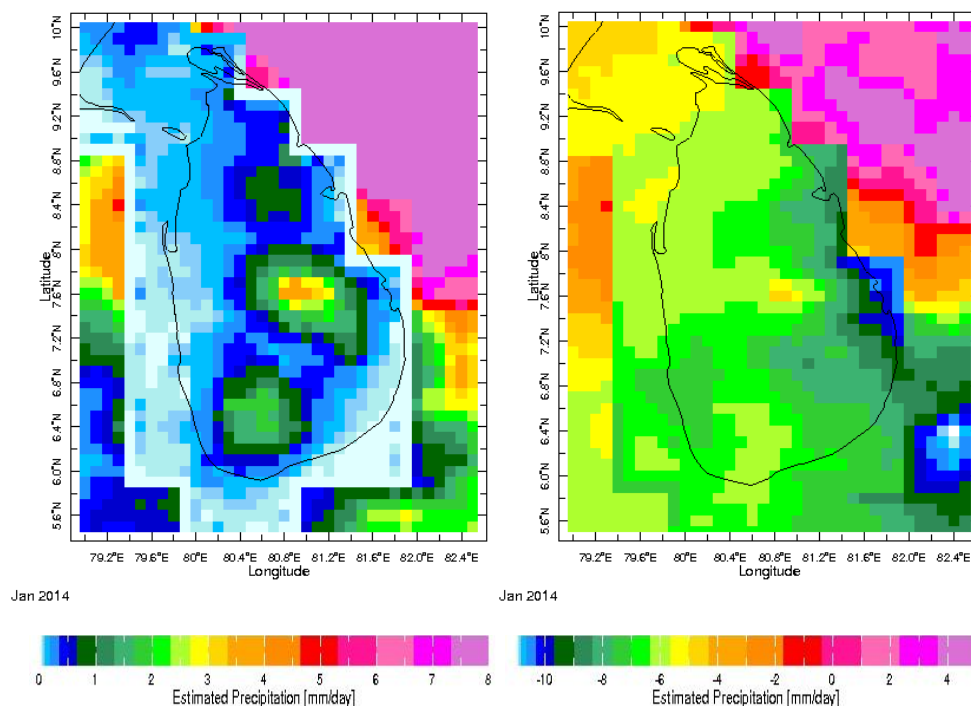 10°N
9.6°N
9.2°N
8.8°N
8.4°N
8°N
7.6°N
7.2°N
6.8°N
6.4°N
6.0°N
5.6°N
Latitude
79.2°E 79.6°E 80°E 80.4°E 80.8°E 81.2°E 81.6°E 82.0°E 82.4°E
Longitude
Jan 2014
0 1 2 3 4 5 6 7 8
Estimated Precipitation [mm/day]
10°N
9.6°N
9.2°N
8.8°N
8.4°N
8°N
7.6°N
7.2°N
6.8°N
6.4°N
6.0°N
5.6°N
Latitude
79.2°E 79.6°E 80°E 80.4°E 80.8°E 81.2°E 81.6°E 82.0°E 82.4°E
Longitude
Jan 2014
-10 -8 -6 -4 -2 0 2 4
Estimated Precipitation [mm/day]